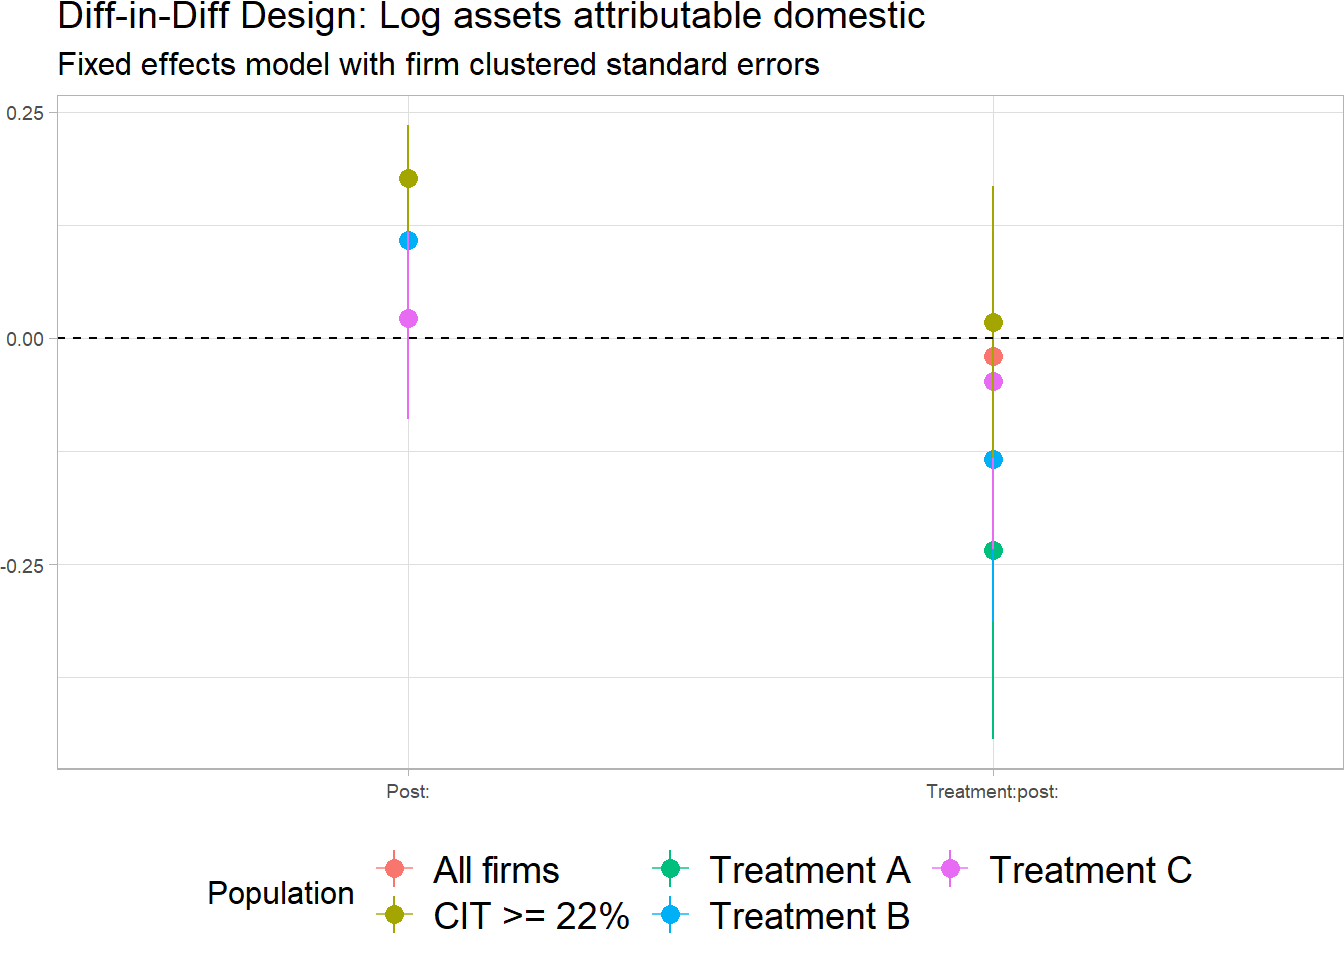 Diff-in-Diff Design: Log assets attributable domestic
Fixed effects model with firm clustered standard errors
0.25
0.00
-0.25
Post:
Treatment:post:
Population
All firms
Treatment A
Treatment C
CIT >= 22%
Treatment B